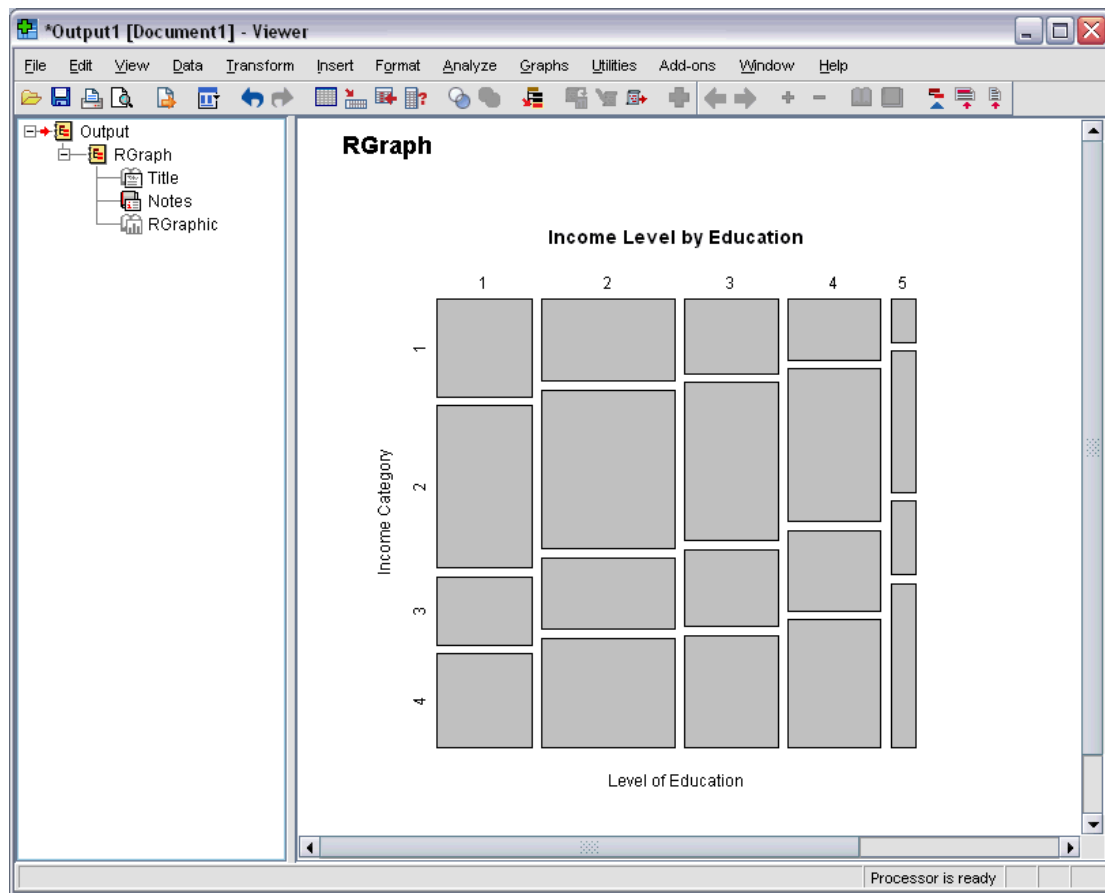 *Output1 [Document1] - Viewer
File Edit View Data Transform Insert Format Analyze Graphs Utilities Add-ons Window Help
Output
RGraph
Title
Notes
RGraphic
RGraph
Income Level by Education
1 2 3 4 5
1
2
3
4
Income Category
Level of Education
Processor is ready